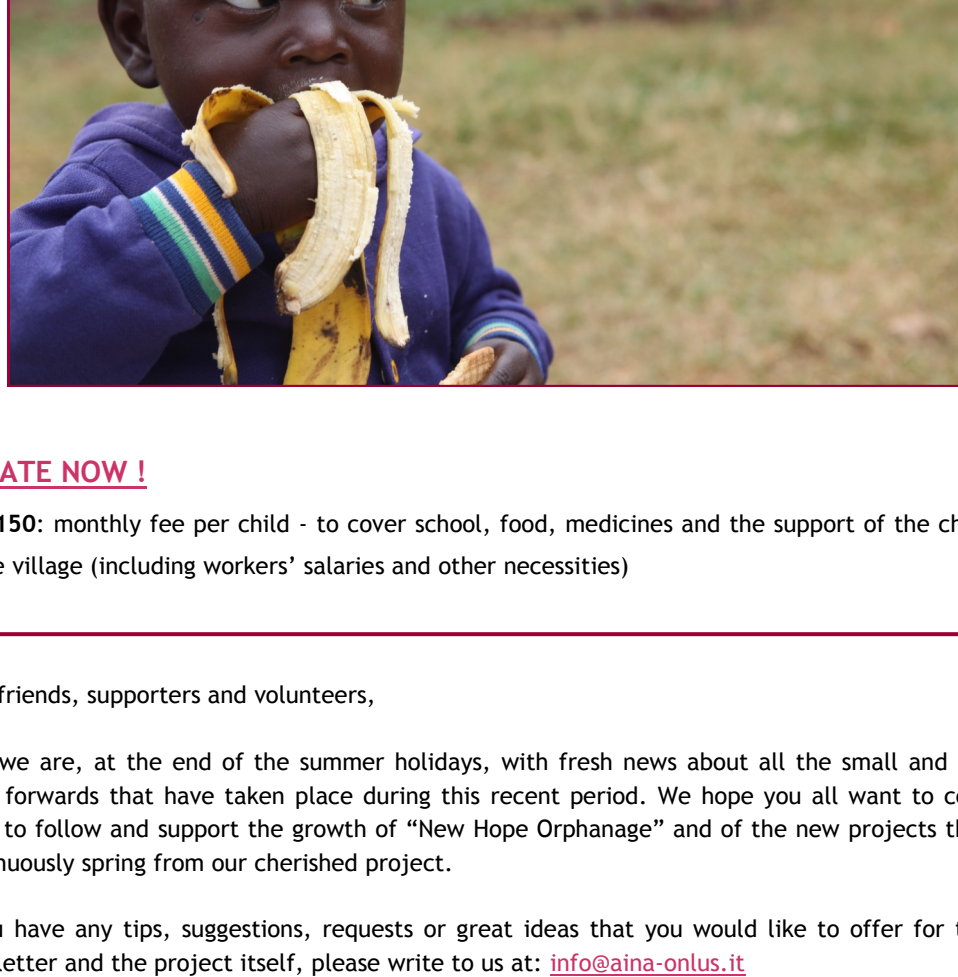 ATE NOW !
150: monthly fee per child - to cover school, food, medicines and the support of the ch
e village (including workers’ salaries and other necessities)
friends, supporters and volunteers,
we are, at the end of the summer holidays, with fresh news about all the small and
forwards that have taken place during this recent period. We hope you all want to co
to follow and support the growth of “New Hope Orphanage” and of the new projects th
nuously spring from our cherished project.
u have any tips, suggestions, requests or great ideas that you would like to offer for t
letter and the project itself, please write to us at: info@aina-onlus.it